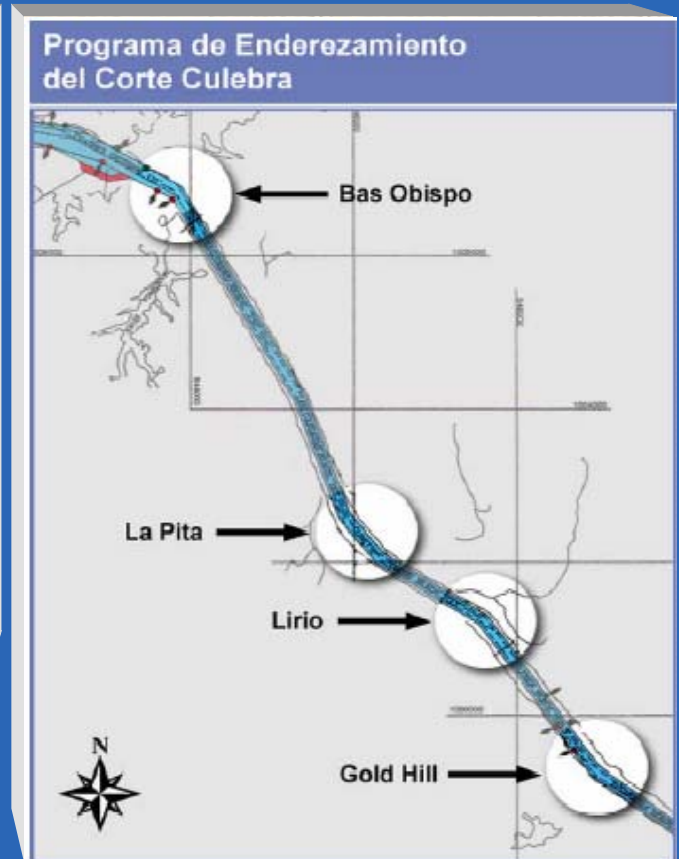 Programa de Enderezamiento
del Corte Culebra
Bas Obispo
La Pita
Lirio
N
Gold Hill